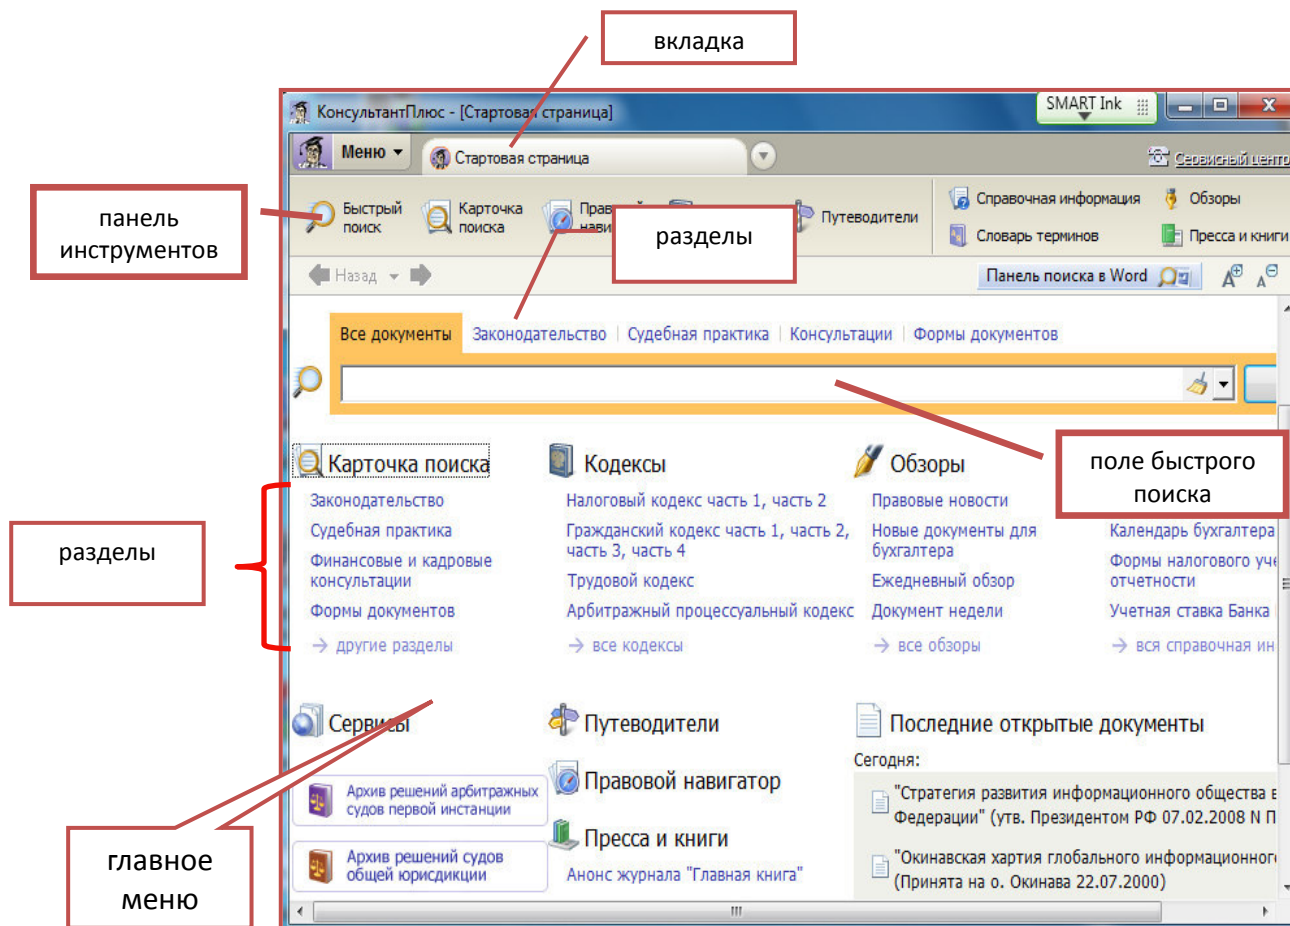 вкладка
КонсультантПлюс - [Стартовая страница]
SMART Ink
Меню
Стартовая страница
Сервисный центр
панель
инструментов
Быстрый
поиск
Карточка
поиска
разделы
Путеводители
Справочная информация
Обзоры
Словарь терминов
Пресса и книги
Назад
Панель поиска в Word
Все документы
Законодательство
Судебная практика
Консультации
Формы документов
поле быстрого
поиска
разделы
Карточка поиска
Законодательство
Судебная практика
Финансовые и кадровые
консультации
Формы документов
→ другие разделы
Кодексы
Налоговый кодекс часть 1, часть 2
Гражданский кодекс часть 1, часть 2,
часть 3, часть 4
Трудовой кодекс
Арбитражный процессуальный кодекс
→ все кодексы
Обзоры
Правовые новости
Новые документы для
бухгалтера
Ежедневный обзор
Документ недели
→ все обзоры
Календарь бухгалтера
Формы налогового уче
отчетности
Учетная ставка Банка
→ вся справочная ин
Сервисы
Архив решений арбитражных
судов первой инстанции
Архив решений судов
общей юрисдикции
главное
меню
Путеводители
Правовой навигатор
Пресса и книги
Анонс журнала "Главная книга"
Последние открытые документы
Сегодня:
"Стратегия развития информационного общества в
Федерации" (утв. Президентом РФ 07.02.2008 N П
"Окинавская хартия глобального информационног
(Принята на о. Окинава 22.07.2000)